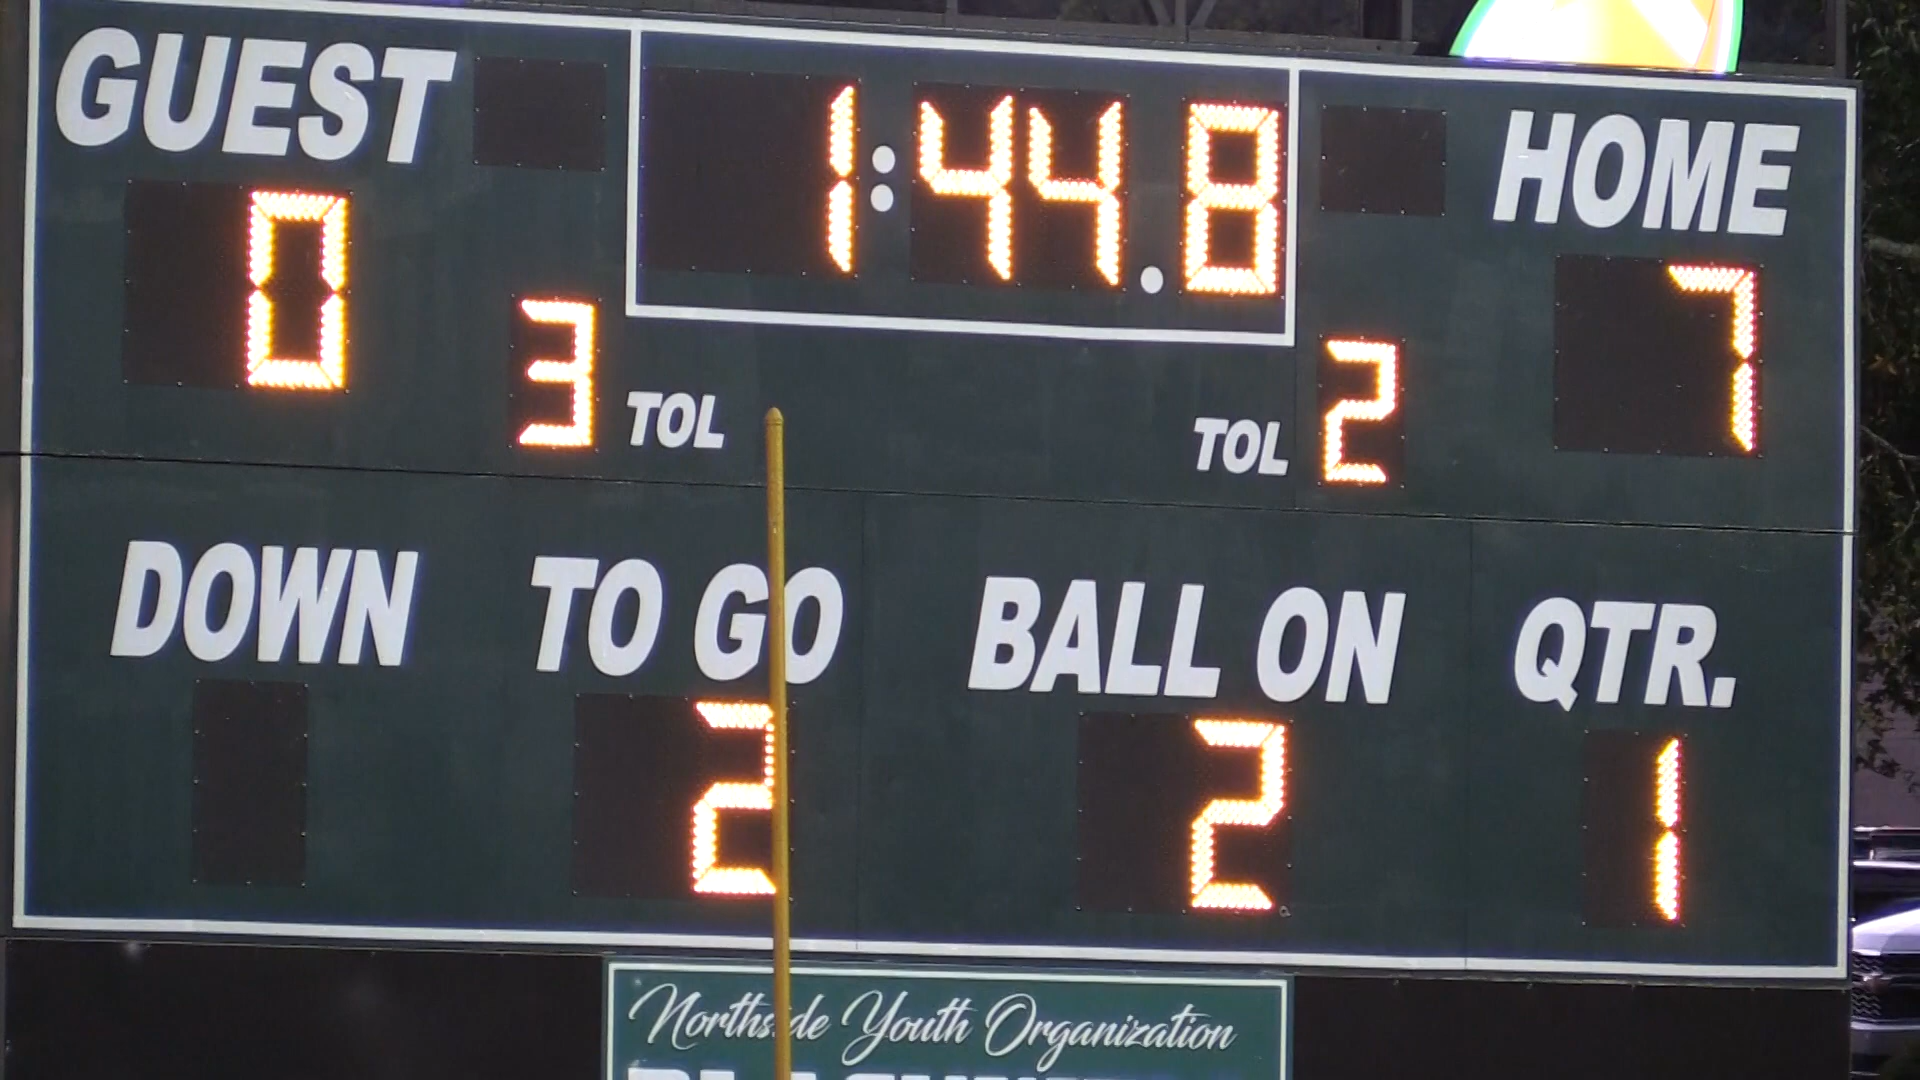 GUEST 1:44.8 HOME
0 7
3 TOL TOL 2
DOWN TO GO BALL ON QTR.
2 2 1
Northside Youth Organization